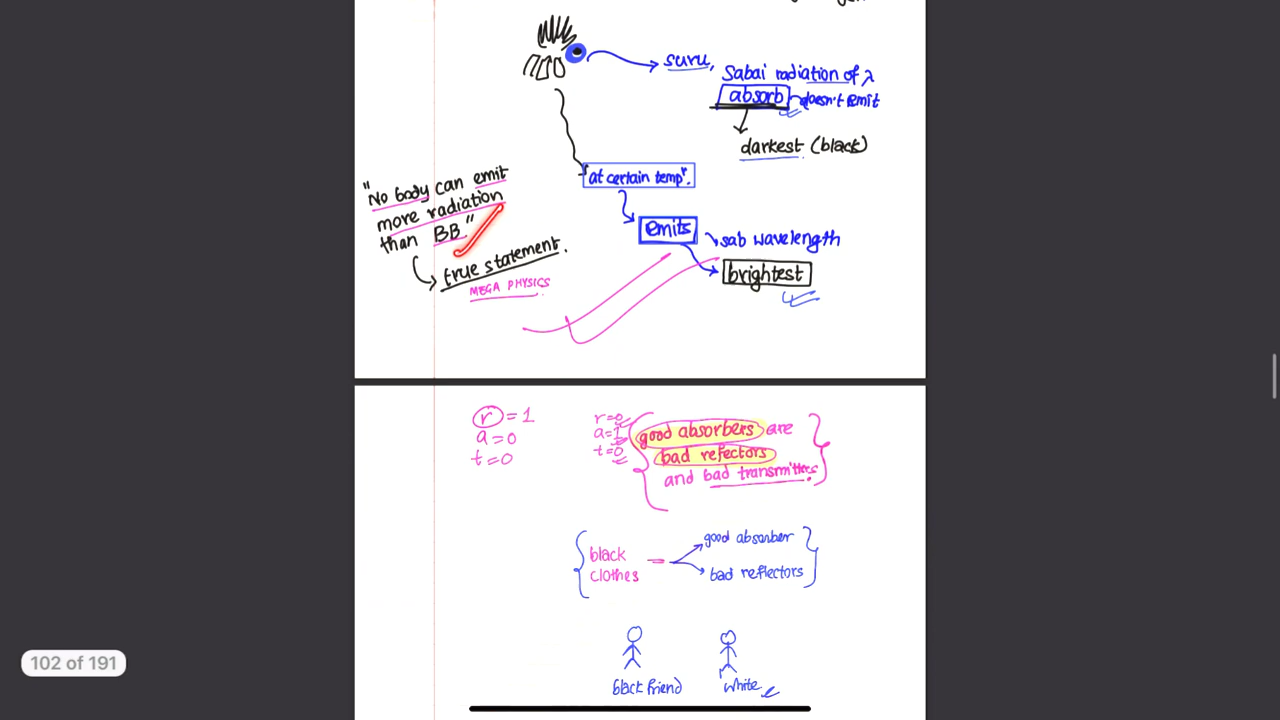 suru,
Sabai radiation of λ
absorb
doesn't emit
darkest (black)
"at certain temp".
emits
sab wavelength
brightest
"No body can emit
more radiation
than BB"
true statement.
MEGA PHYSICS
r = 1
a = 0
t = 0
r=0
a=1
t=0
good absorbers are
bad refectors
and bad transmitters.
black
clothes
good absorber
bad reflectors
black friend
white
102 of 191